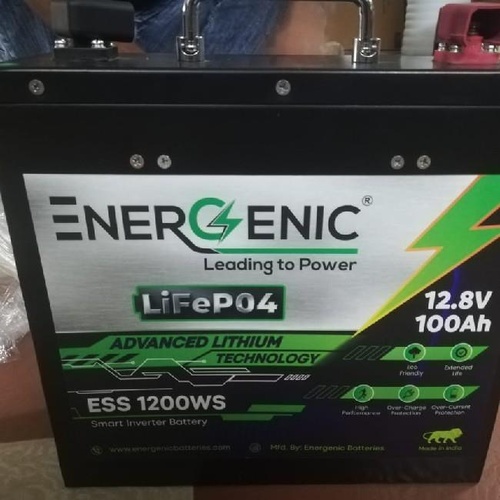 ENERGENIC®
Leading to Power
LiFePO4
12.8V
100Ah
ADVANCED LITHIUM
TECHNOLOGY
Eco
Friendly
Extended
Life
ESS 1200WS
Smart Inverter Battery
High
Performance
Over Charge
Protection
Over-Current
Protection
www.energenicbatteries.com
Mfd. By: Energenic Batteries
Made in India